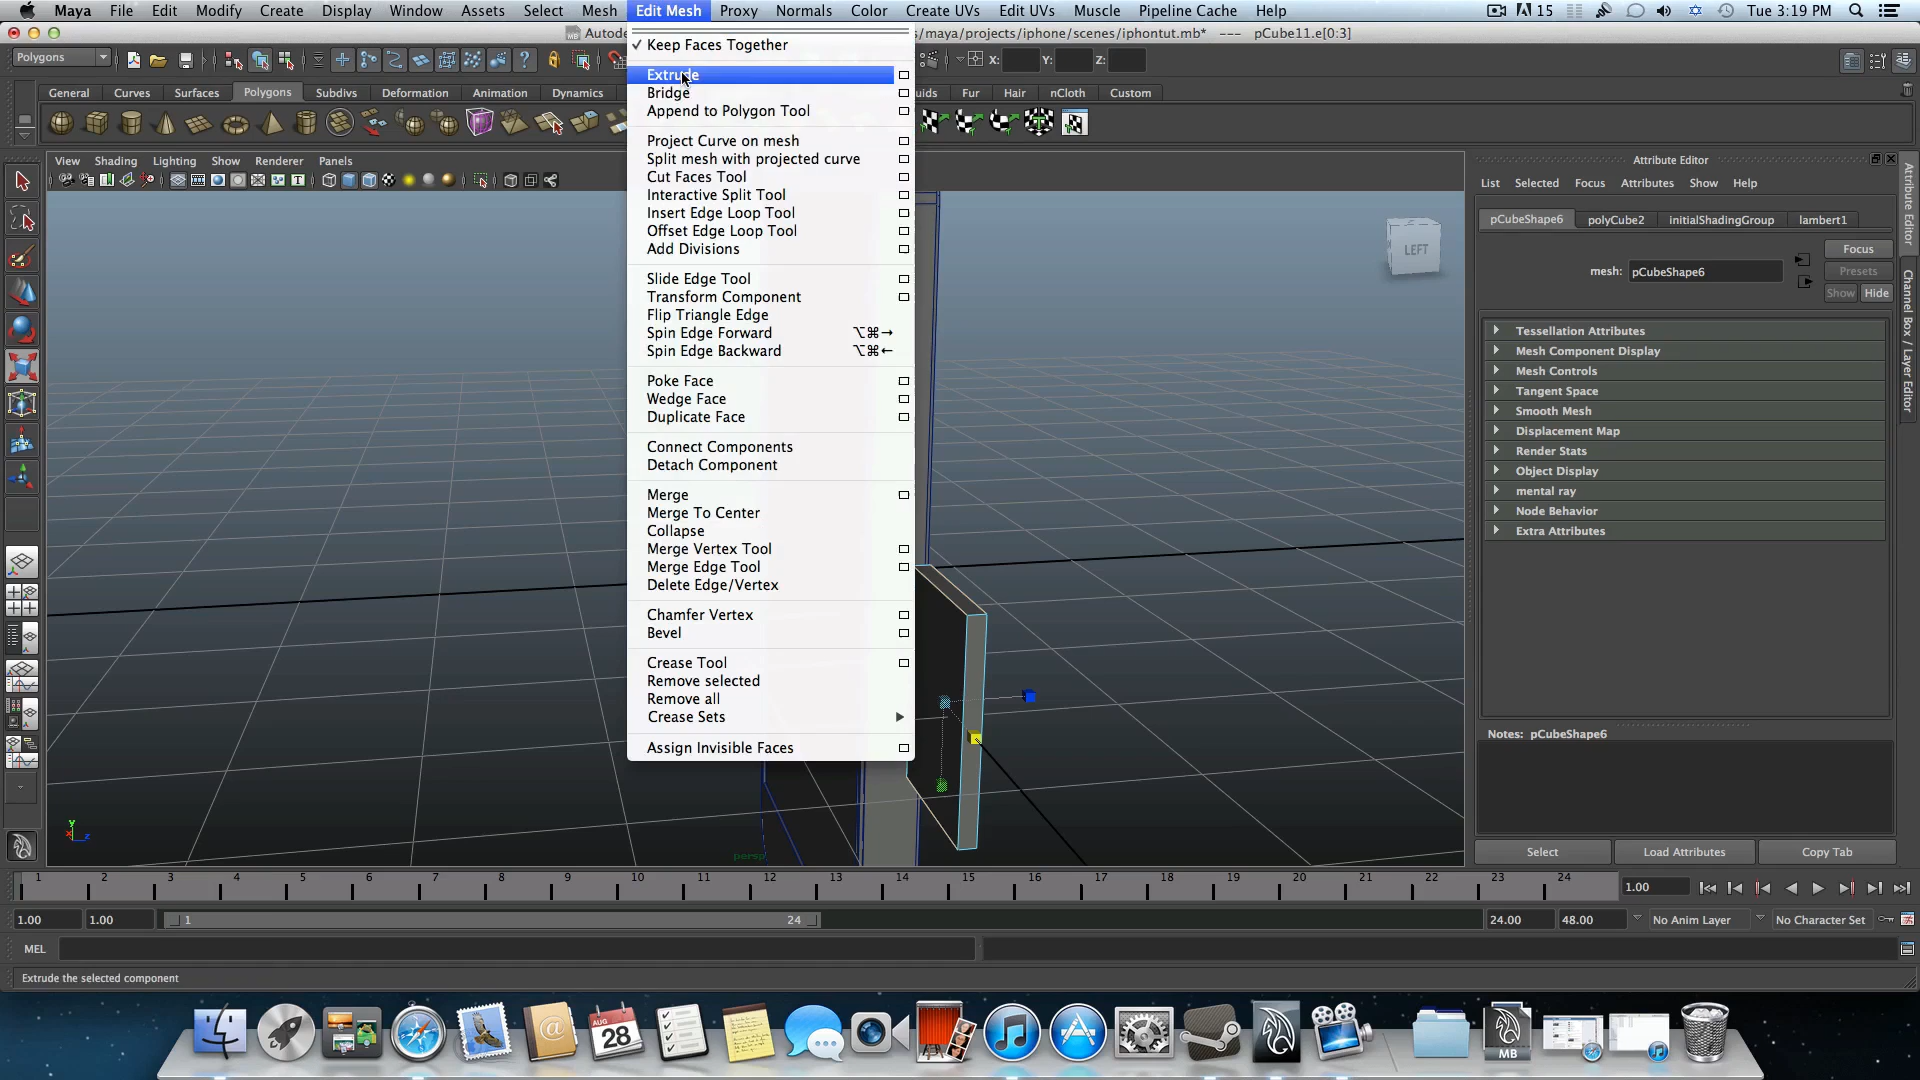 Maya File Edit Modify Create Display Window Assets Select Mesh Edit Mesh Proxy Normals Color Create UVs Edit UVs Muscle Pipeline Cache Help 15 Tue 3:19 PM
Autode s/maya/projects/iphone/scenes/iphontut.mb* --- pCube11.e[0:3]
Polygons X: Y: Z:
General Curves Surfaces Polygons Subdivs Deformation Animation Dynamics uids Fur Hair nCloth Custom
View Shading Lighting Show Renderer Panels
Keep Faces Together
Extrude
Bridge
Append to Polygon Tool
Project Curve on mesh
Split mesh with projected curve
Cut Faces Tool
Interactive Split Tool
Insert Edge Loop Tool
Offset Edge Loop Tool
Add Divisions
Slide Edge Tool
Transform Component
Flip Triangle Edge
Spin Edge Forward ⌥⌘→
Spin Edge Backward ⌥⌘←
Poke Face
Wedge Face
Duplicate Face
Connect Components
Detach Component
Merge
Merge To Center
Collapse
Merge Vertex Tool
Merge Edge Tool
Delete Edge/Vertex
Chamfer Vertex
Bevel
Crease Tool
Remove selected
Remove all
Crease Sets
Assign Invisible Faces
LEFT
y
x z
persp
Attribute Editor
List Selected Focus Attributes Show Help
pCubeShape6 polyCube2 initialShadingGroup lambert1
Focus
mesh: pCubeShape6 Presets
Show Hide
Tessellation Attributes
Mesh Component Display
Mesh Controls
Tangent Space
Smooth Mesh
Displacement Map
Render Stats
Object Display
mental ray
Node Behavior
Extra Attributes
Notes: pCubeShape6
Select Load Attributes Copy Tab
Attribute Editor
Channel Box / Layer Editor
1 2 3 4 5 6 7 8 9 10 11 12 13 14 15 16 17 18 19 20 21 22 23 24 1.00
1.00 1.00 1 24 24.00 48.00 No Anim Layer No Character Set
MEL
Extrude the selected component
AUG
28
MB